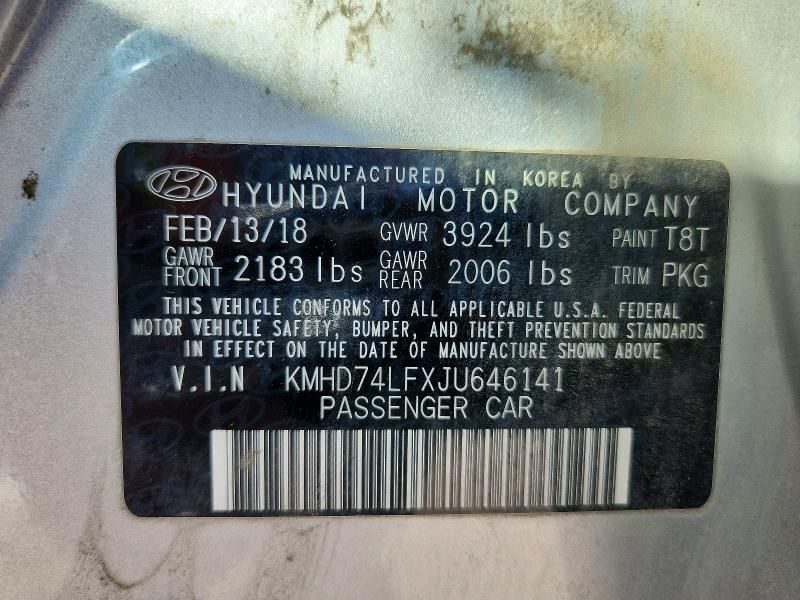 MANUFACTURED IN KOREA BY
HYUNDAI MOTOR COMPANY
FEB/13/18 GVWR 3924 lbs PAINT T8T
GAWR FRONT 2183 lbs GAWR REAR 2006 lbs TRIM PKG
THIS VEHICLE CONFORMS TO ALL APPLICABLE U.S.A. FEDERAL
MOTOR VEHICLE SAFETY, BUMPER, AND THEFT PREVENTION STANDARDS
IN EFFECT ON THE DATE OF MANUFACTURE SHOWN ABOVE
V.I.N KMHD74LFXJU646141
PASSENGER CAR